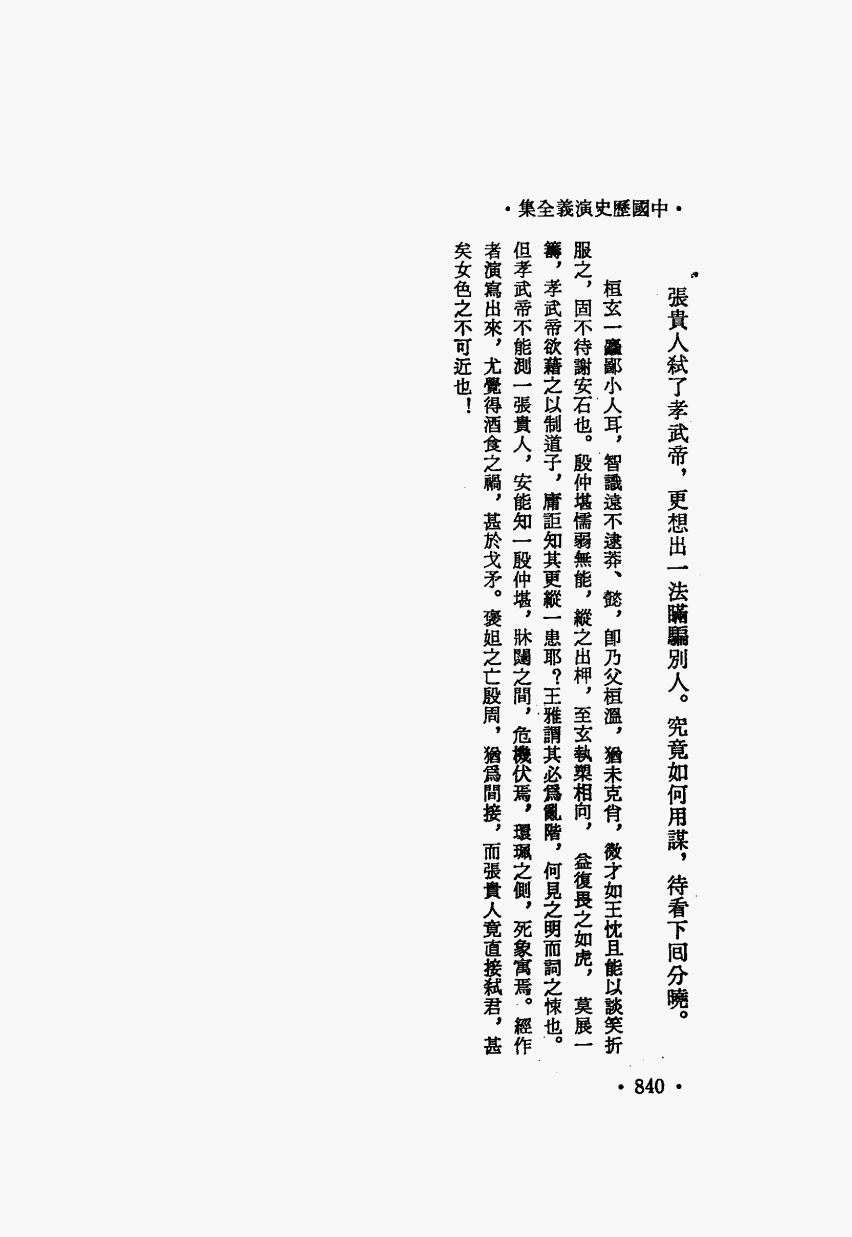 •中國歷史演義全集•
張貴人弒了孝武帝，更想出一法瞞騙別人。究竟如何用謀，待看下回分曉。
桓玄一麤鄙小人耳，智識遠不逮莽、懿，卽乃父桓溫，猶未克肖，微才如王忱且能以談笑折
服之，固不待謝安石也。殷仲堪懦弱無能，縱之出柙，至玄執槊相向，益復畏之如虎，莫展一
籌，孝武帝欲藉之以制道子，庸詎知其更縱一患耶？王雅謂其必爲亂階，何見之明而詞之悚也。
但孝武帝不能測一張貴人，安能知一殷仲堪，牀闥之間，危機伏焉，環珮之側，死象寓焉。經作
者演寫出來，尤覺得酒食之禍，甚於戈矛。褒妲之亡殷周，猶爲間接，而張貴人竟直接弒君，甚
矣女色之不可近也！
•840•